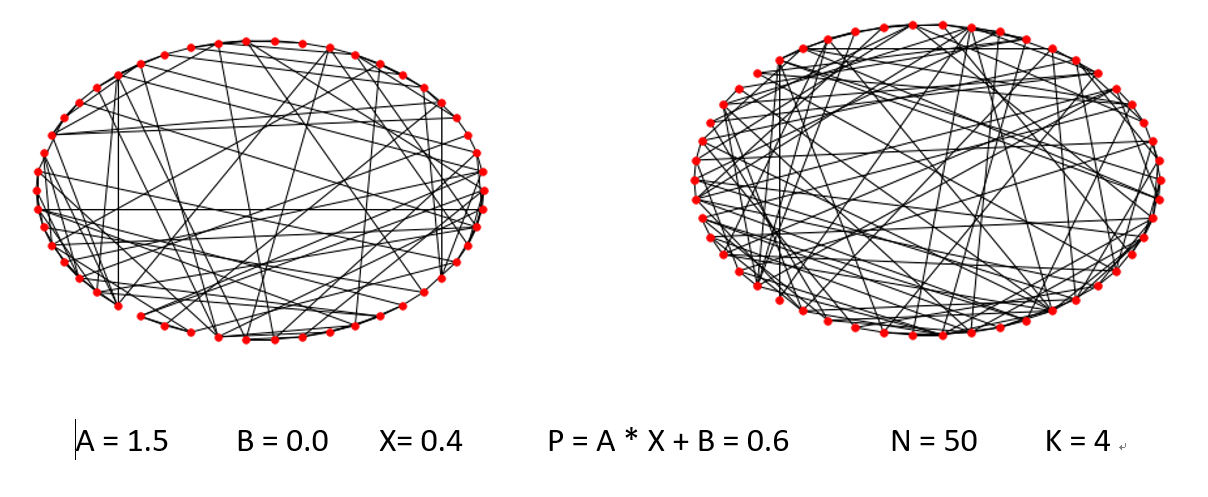 A = 1.5 B = 0.0 X= 0.4 P = A * X + B = 0.6 N = 50 K = 4